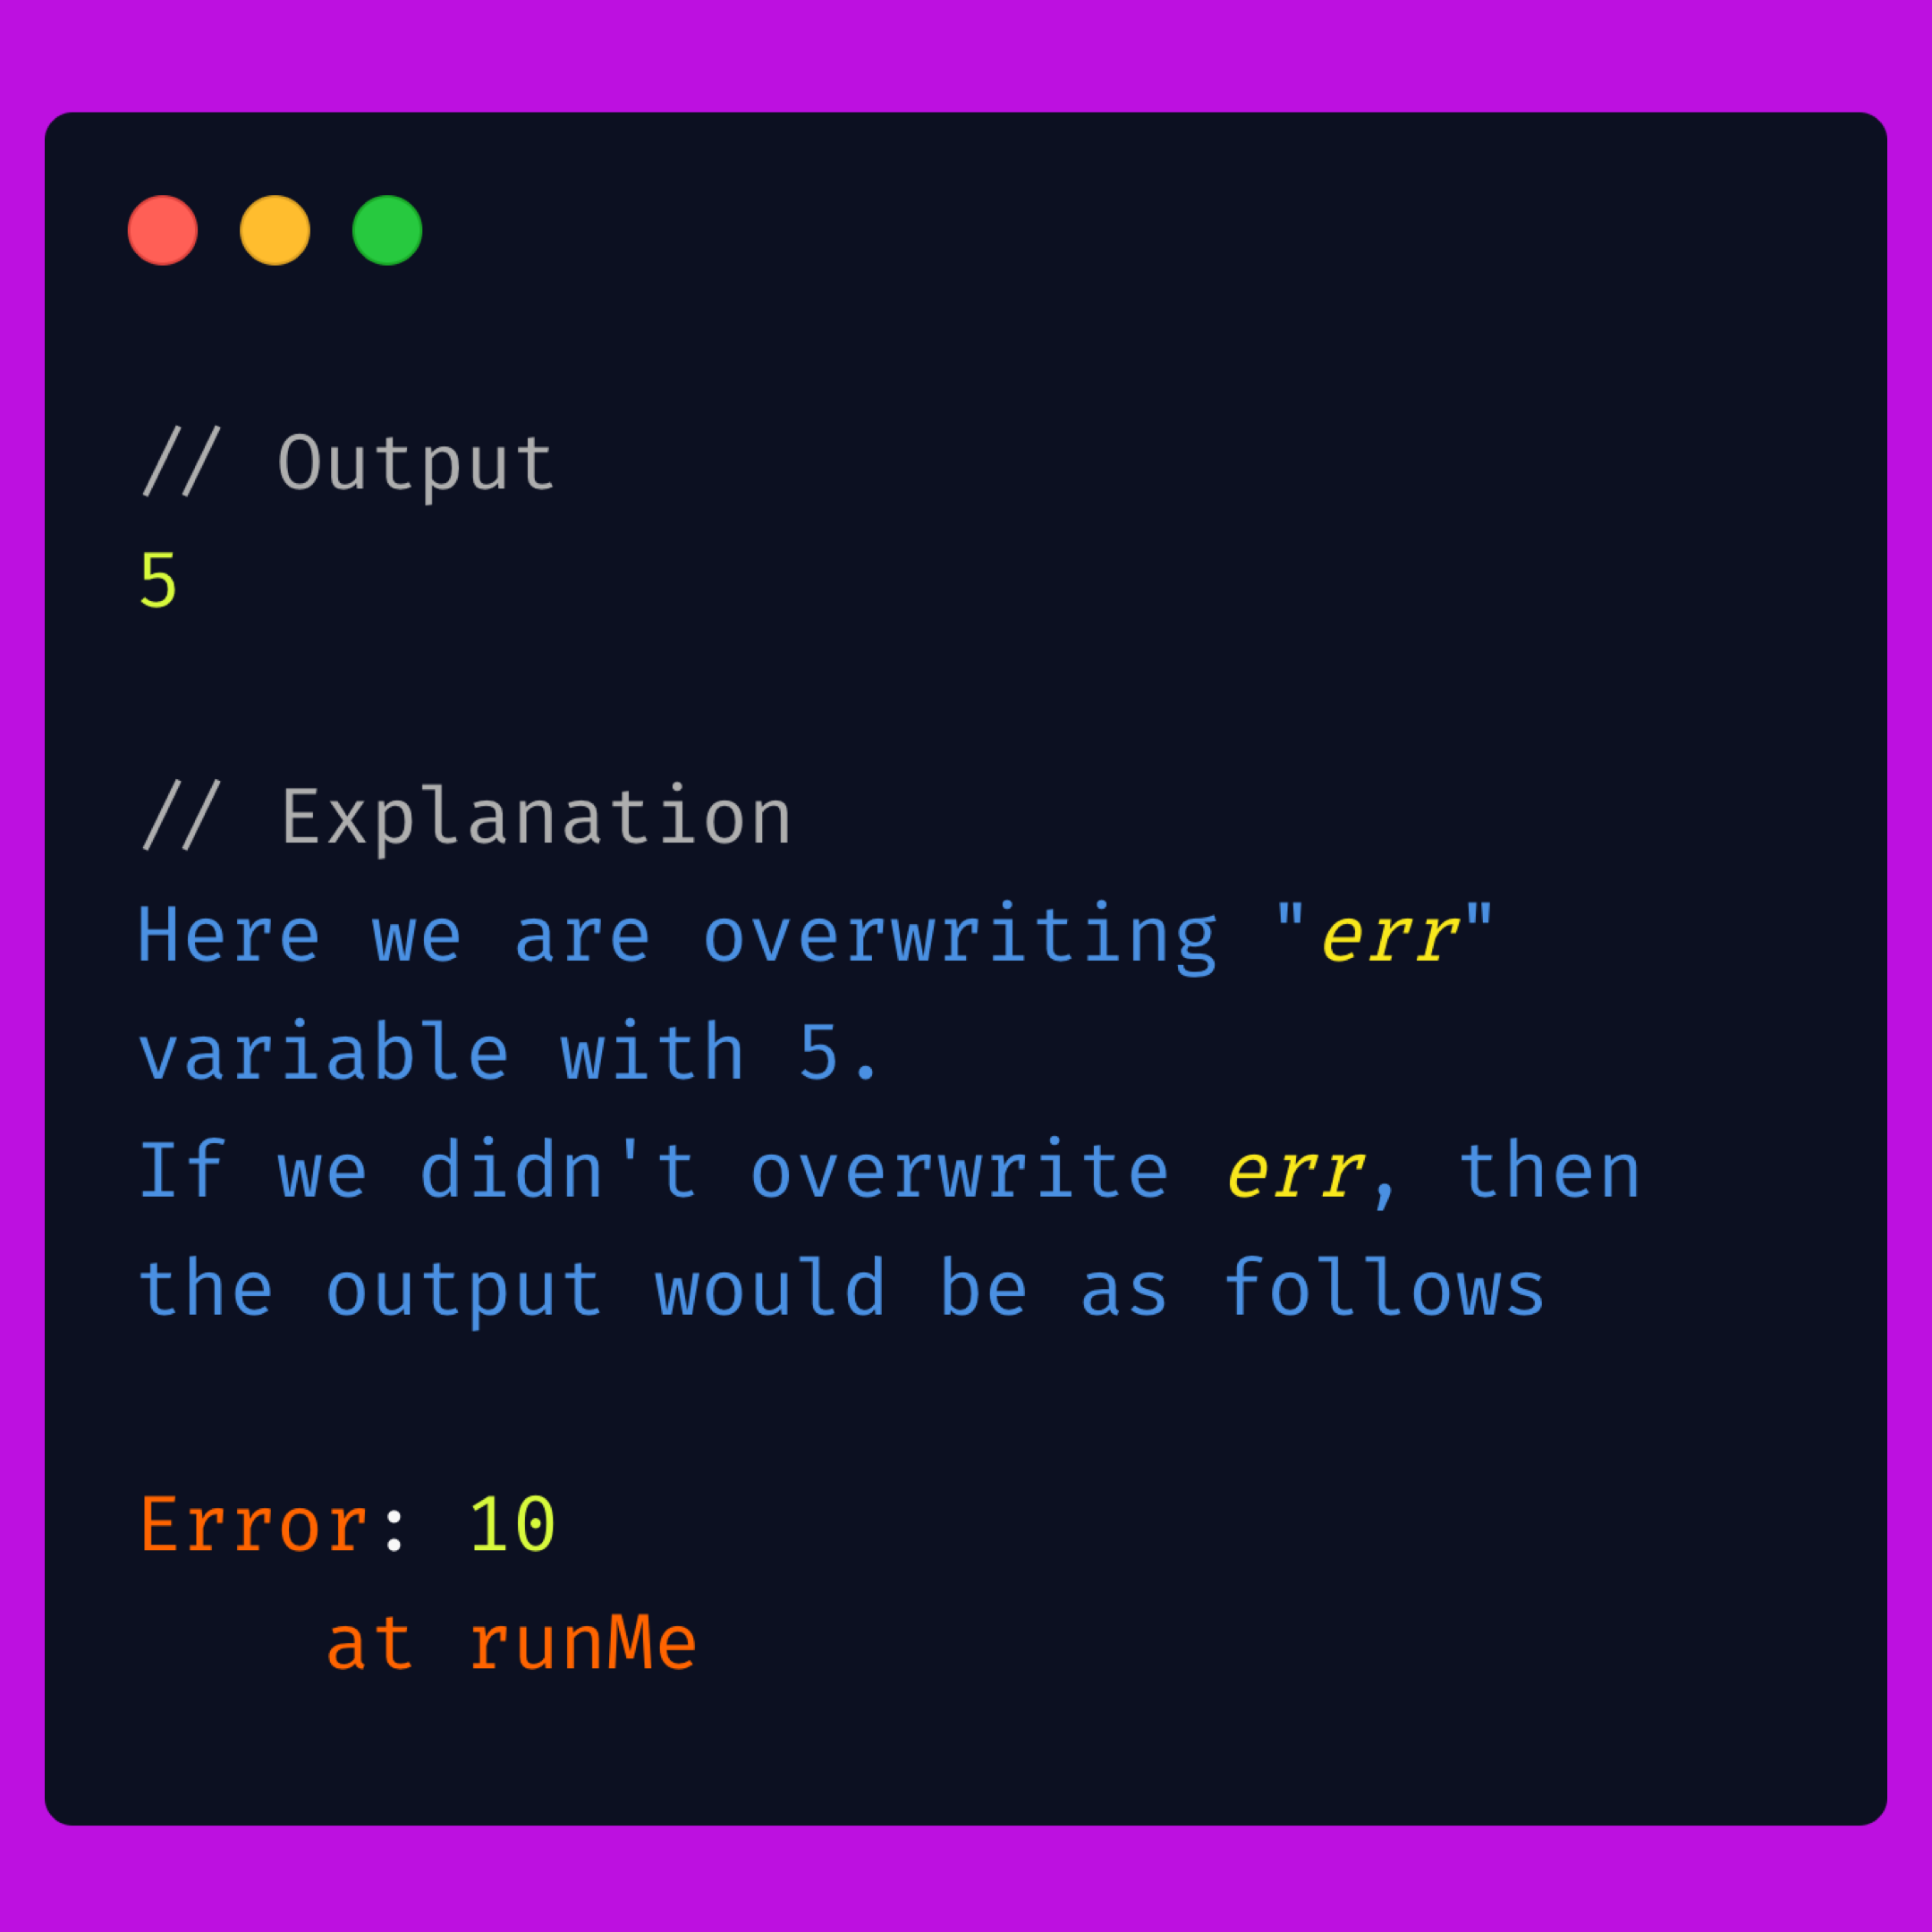 // Output
5
// Explanation
Here we are overwriting "err"
variable with 5.
If we didn't overwrite err, then
the output would be as follows
Error: 10
at runMe